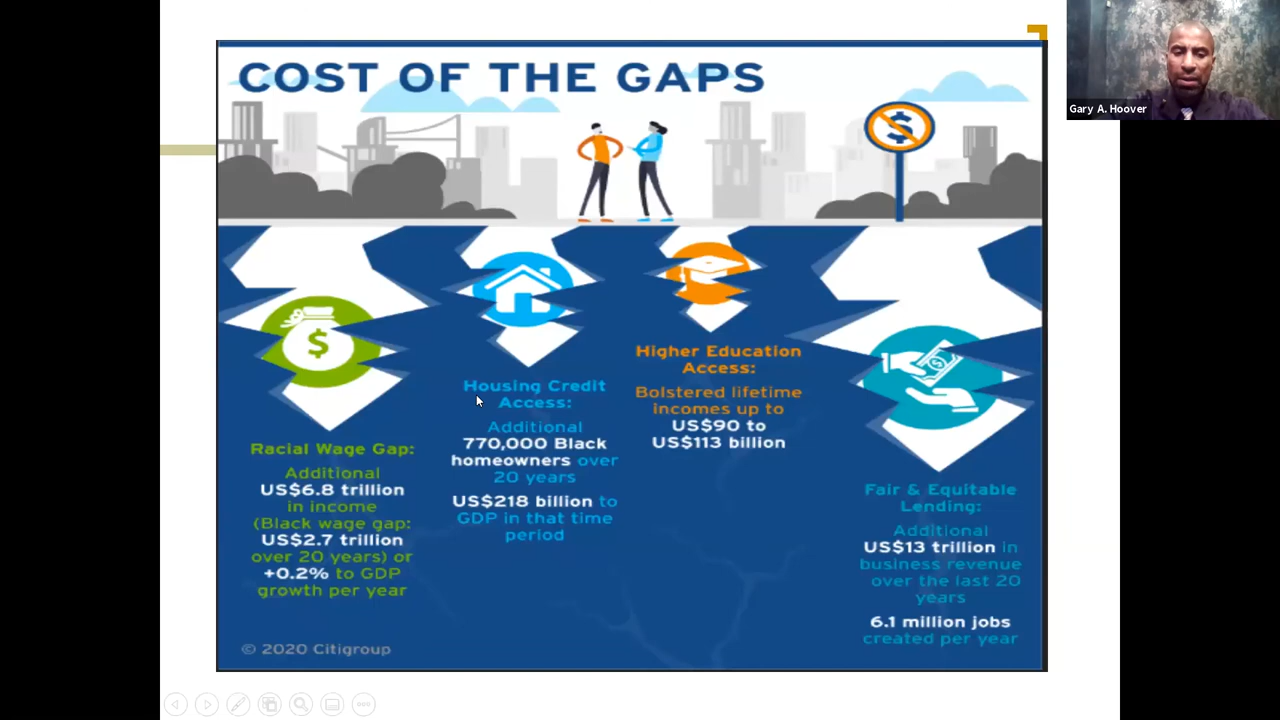 COST OF THE GAPS
Gary A. Hoover
Racial Wage Gap:
Additional
US$6.8 trillion
in income
(Black wage gap:
US$2.7 trillion
over 20 years) or
+0.2% to GDP
growth per year
Housing Credit
Access:
Additional
770,000 Black
homeowners over
20 years
US$218 billion to
GDP in that time
period
Higher Education
Access:
Bolstered lifetime
incomes up to
US$90 to
US$113 billion
Fair & Equitable
Lending:
Additional
US$13 trillion in
business revenue
over the last 20
years
6.1 million jobs
created per year
© 2020 Citigroup